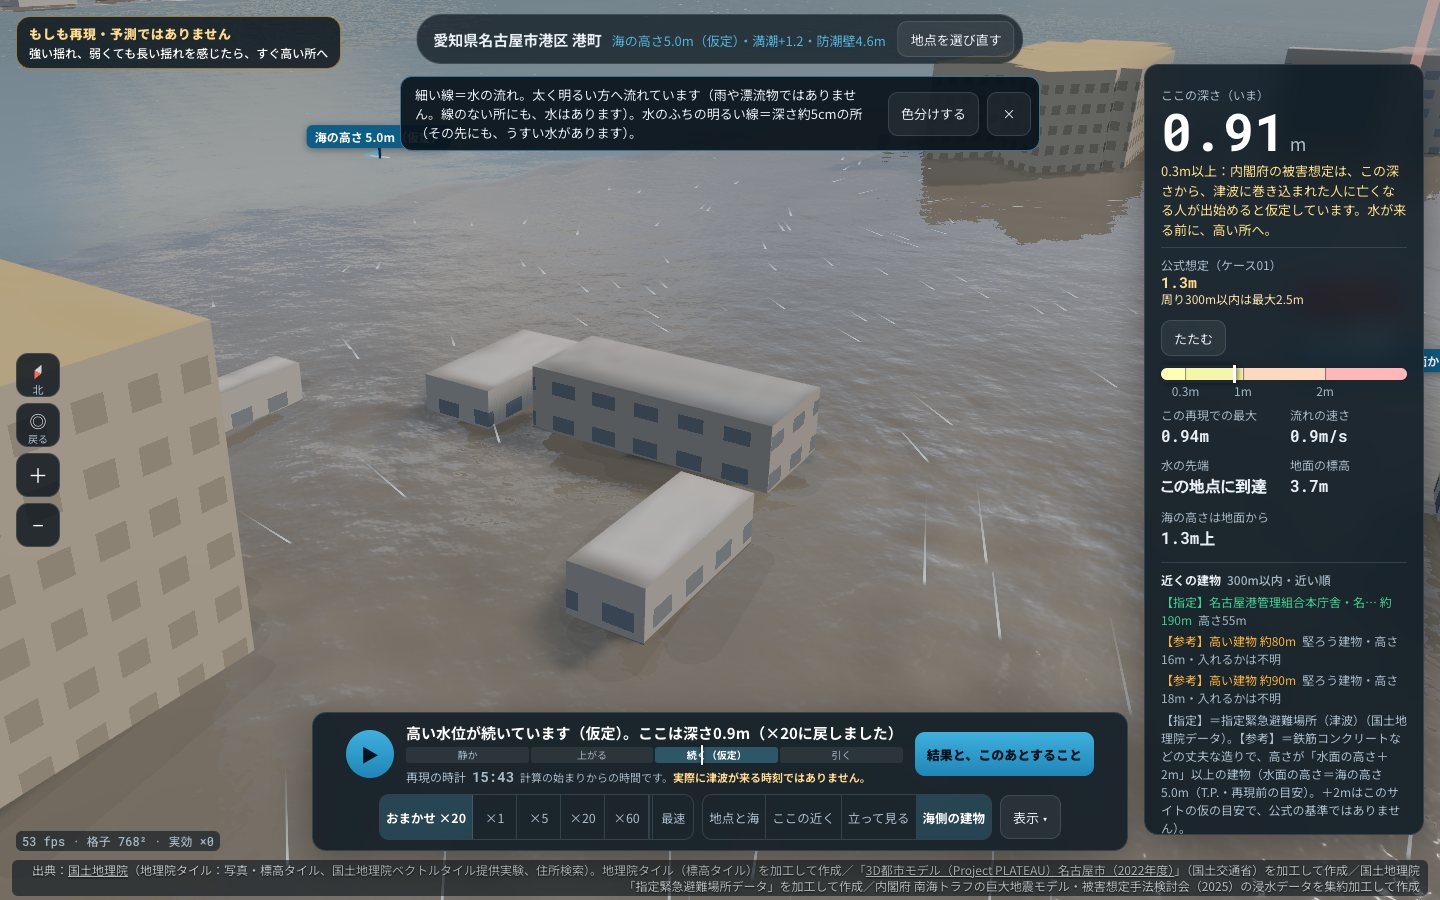 もしも再現・予測ではありません
強い揺れ、弱くても長い揺れを感じたら、すぐ高い所へ
愛知県名古屋市港区 港町
海の高さ5.0m（仮定）・満潮+1.2・防潮壁4.6m
地点を選び直す
細い線＝水の流れ。太く明るい方へ流れています（雨や漂流物ではありませ
ん。線のない所にも、水はあります）。水のふちの明るい線＝深さ約5cmの所
（その先にも、うすい水があります）。
色分けする
×
海の高さ 5.0m
ここの深さ（いま）
0.91 m
0.3m以上：内閣府の被害想定は、この深
さから、津波に巻き込まれた人に亡くな
る人が出始めると仮定しています。水が来
る前に、高い所へ。
公式想定（ケース01）
1.3m
周り300m以内は最大2.5m
たたむ
0.3m 1m 2m
この再現での最大 流れの速さ
0.94m 0.9m/s
水の先端 地面の標高
この地点に到達 3.7m
海の高さは地面から
1.3m上
近くの建物 300m以内・近い順
【指定】名古屋港管理組合本庁舎・名… 約
190m 高さ55m
【参考】高い建物 約80m 堅ろう建物・高さ
16m・入れるかは不明
【参考】高い建物 約90m 堅ろう建物・高さ
18m・入れるかは不明
【指定】＝指定緊急避難場所（津波）（国土地
理院データ）。【参考】＝鉄筋コンクリートな
どの丈夫な造りで、高さが「水面の高さ＋
2m」以上の建物（水面の高さ＝海の高さ
5.0m（T.P.・再現前の目安）。＋2mはこのサ
イトの仮の目安で、公式の基準ではありませ
ん）。
北
戻る
＋
−
高い水位が続いています（仮定）。ここは深さ0.9m（×20に戻しました）
静か 上がる 続く（仮定） 引く
再現の時計 15:43 計算の始まりからの時間です。実際に津波が来る時刻ではありません。
結果と、このあとすること
おまかせ ×20 ×1 ×5 ×20 ×60 最速 地点と海 ここの近く 立って見る 海側の建物 表示 ▾
53 fps · 格子 768² · 実効 ×0
出典：国土地理院（地理院タイル：写真・標高タイル、国土地理院ベクトルタイル提供実験、住所検索）。地理院タイル（標高タイル）を加工して作成／「3D都市モデル（Project PLATEAU）名古屋市（2022年度）」（国土交通省）を加工して作成／国土地理院
「指定緊急避難場所データ」を加工して作成／内閣府 南海トラフの巨大地震モデル・被害想定手法検討会（2025）の浸水データを集約加工して作成